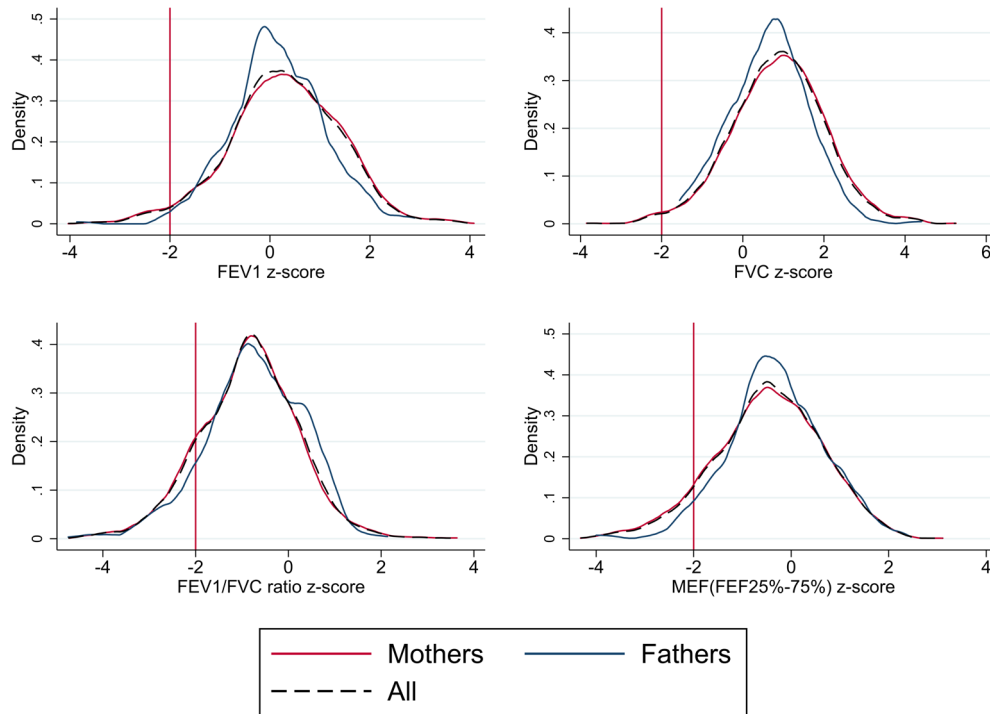 .5
.4
.3
.2
.1
0
Density
-4 -2 0 2 4
FEV1 z-score
.4
.3
.2
.1
0
Density
-4 -2 0 2 4 6
FVC z-score
.4
.3
.2
.1
0
Density
-4 -2 0 2 4
FEV1/FVC ratio z-score
.5
.4
.3
.2
.1
0
Density
-4 -2 0 2 4
MEF(FEF25%-75%) z-score
Mothers Fathers
All